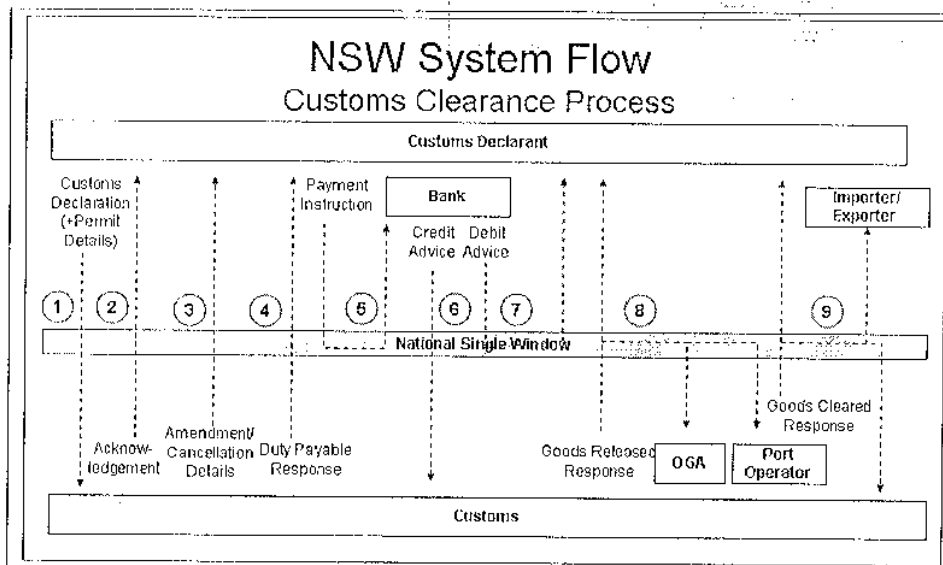 NSW System Flow
Customs Clearance Process
Customs Declarant
Customs
Declaration
(+Permit
Details)
Payment
Instruction
Bank
Importer/
Exporter
Credit
Advice
Debit
Advice
1
2
3
4
5
6
7
8
9
National Single Window
Acknow-
ledgement
Amendment/
Cancellation
Details
Duty Payable
Response
Goods Released
Response
OGA
Port
Operator
Goods Cleared
Response
Customs